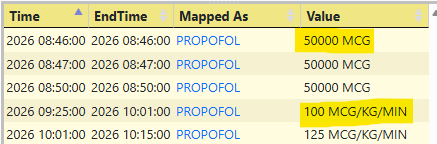 Time EndTime Mapped As Value
2026 08:46:00 2026 08:46:00 PROPOFOL 50000 MCG
2026 08:47:00 2026 08:47:00 PROPOFOL 50000 MCG
2026 08:50:00 2026 08:50:00 PROPOFOL 50000 MCG
2026 09:25:00 2026 10:01:00 PROPOFOL 100 MCG/KG/MIN
2026 10:01:00 2026 10:15:00 PROPOFOL 125 MCG/KG/MIN